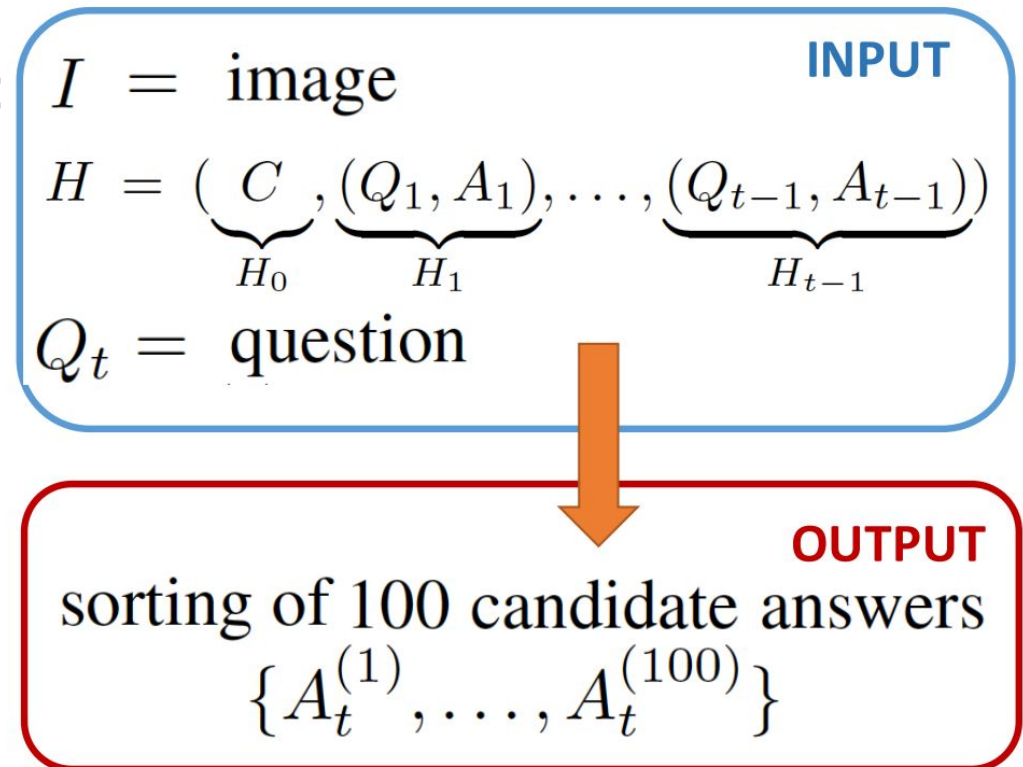 INPUT
I = image
H = ( C , (Q₁, A₁), . . . , (Qₜ₋₁, Aₜ₋₁))
H₀ H₁ Hₜ₋₁
Qₜ = question
OUTPUT
sorting of 100 candidate answers
{Aₜ⁽¹⁾, . . . , Aₜ⁽¹⁰⁰⁾}